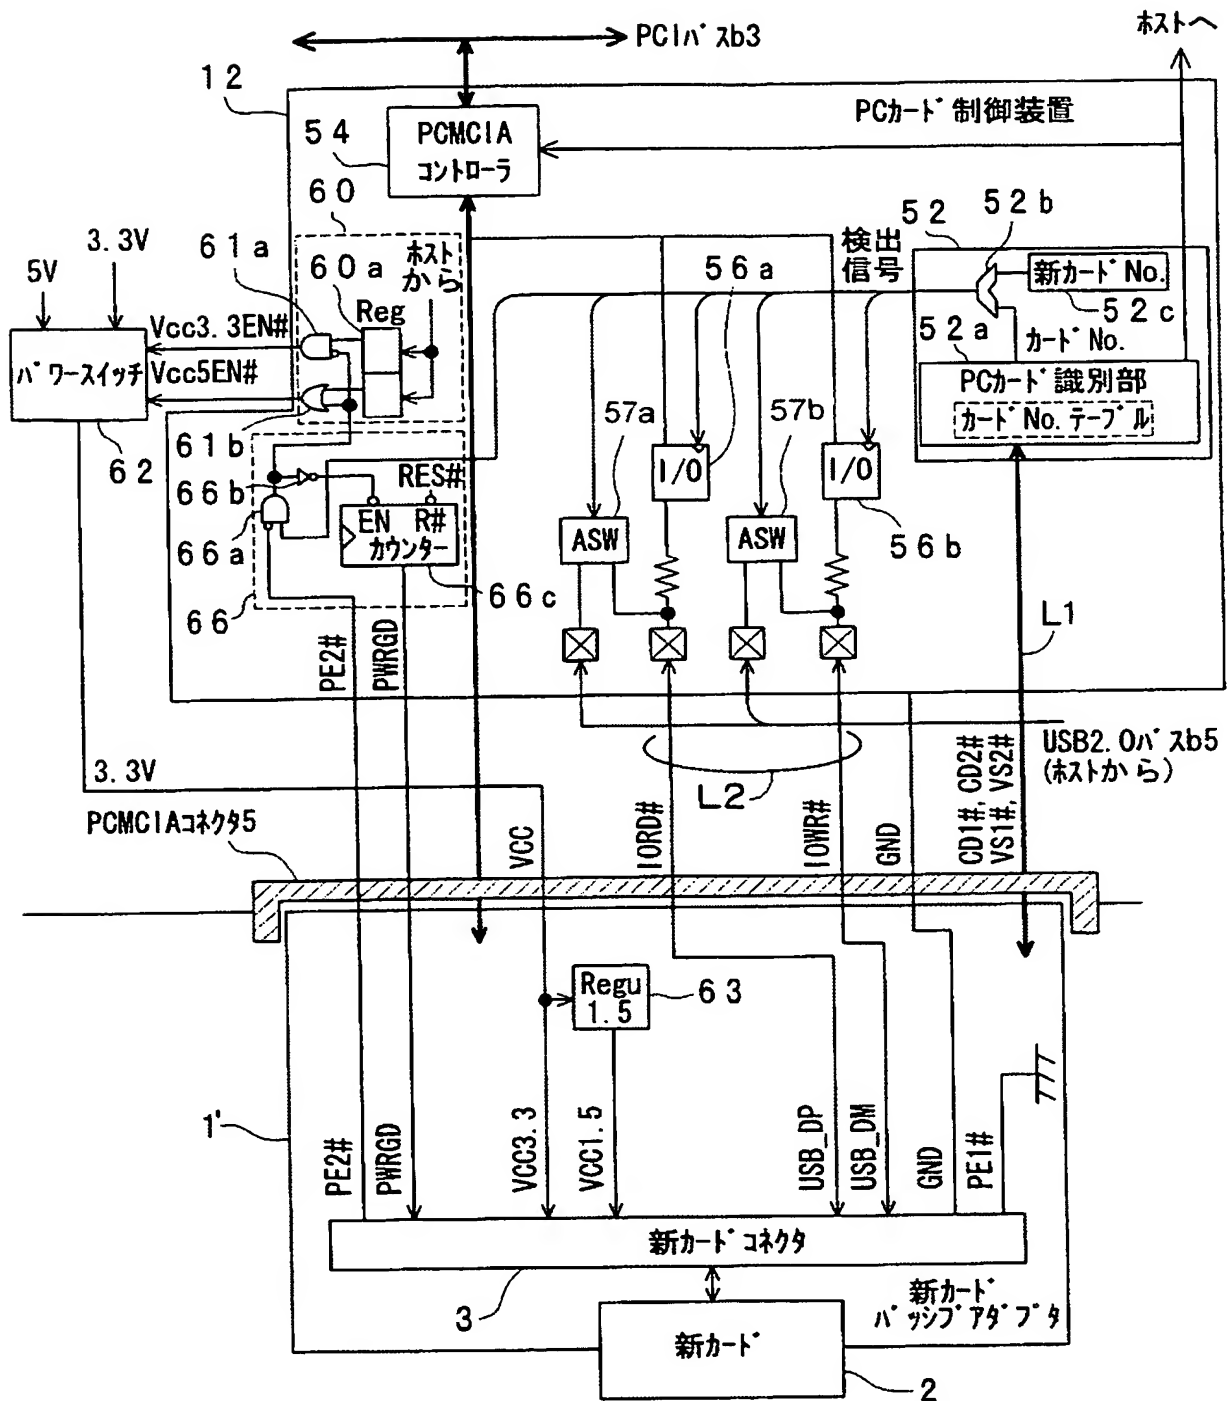 PCIバスb3
ホストへ
12
54
PCMCIA
コントローラ
PCカード制御装置
60
61a
60a
ホスト
から
3.3V
5V
Reg
Vcc3.3EN#
Vcc5EN#
パワースイッチ
62
61b
66b
66a
66
RES#
EN R#
カウンター
66c
検出
信号
56a
52
52b
新カードNo.
52c
52a
カードNo.
PCカード識別部
カードNo.テーブル
57a
57b
I/O
I/O
ASW
ASW
56b
L1
PE2#
PWRGD
3.3V
L2
USB2.0バスb5
(ホストから)
PCMCIAコネクタ5
VCC
IORD#
IOWR#
GND
CD1#, CD2#
VS1#, VS2#
Regu
1.5
63
1'
PE2#
PWRGD
VCC3.3
VCC1.5
USB_DP
USB_DM
GND
PE1#
新カードコネクタ
3
新カード
パッシブアダプタ
新カード
2